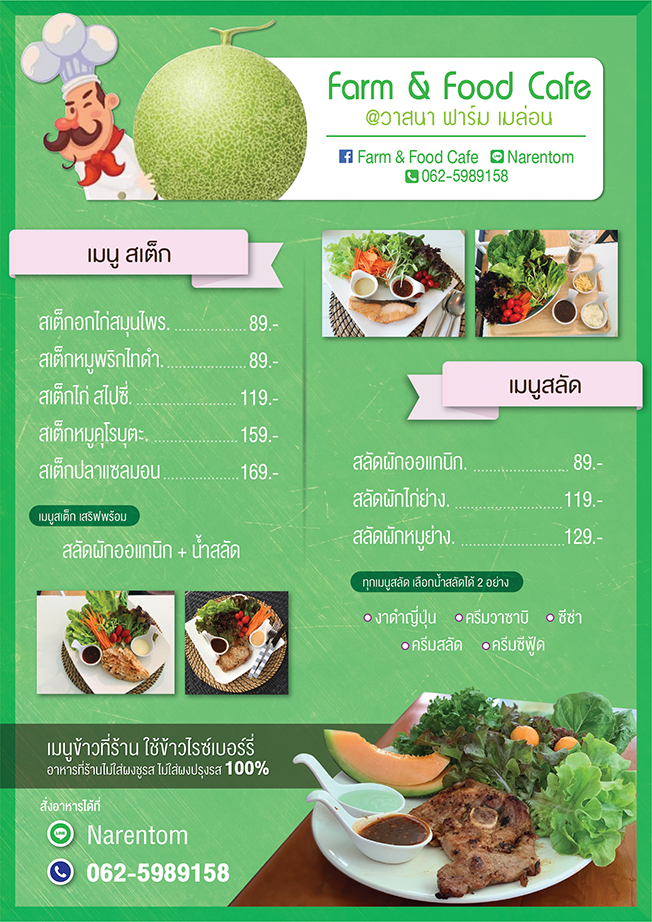 Farm & Food Cafe
@วาสนา ฟาร์ม เมล่อน
Farm & Food Cafe Narentom
062-5989158
เมนู สเต็ก
สเต็กอกไก่สมุนไพร. ........................ 89.-
สเต็กหมูพริกไทดำ. ........................ 89.-
สเต็กไก่ สไปซี่. ........................ 119.-
สเต็กหมูคุโรบุตะ. ........................ 159.-
สเต็กปลาแซลมอน ........................ 169.-
เมนูสเต็ก เสริฟพร้อม
สลัดผักออแกนิก + น้ำสลัด
เมนูสลัด
สลัดผักออแกนิก. ........................ 89.-
สลัดผักไก่ย่าง. ........................ 119.-
สลัดผักหมูย่าง. ........................ 129.-
ทุกเมนูสลัด เลือกน้ำสลัดได้ 2 อย่าง
งาดำญี่ปุ่น ครีมวาซาบิ ซีซ่า
ครีมสลัด ครีมซีฟู้ด
เมนูข้าวที่ร้าน ใช้ข้าวไรซ์เบอร์รี่
อาหารที่ร้านไม่ใส่ผงชูรส ไม่ใส่ผงปรุงรส 100%
สั่งอาหารได้ที่
LINE Narentom
062-5989158